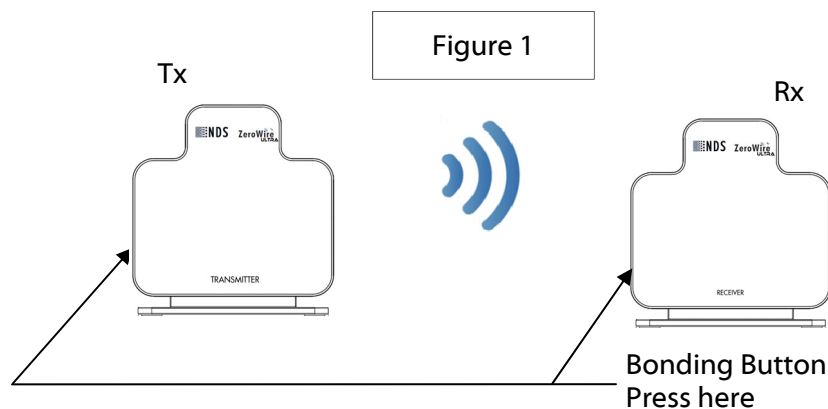 Figure 1
Tx
Rx
NDS ZeroWire ULTRA
NDS ZeroWire ULTRA
TRANSMITTER
RECEIVER
Bonding Button
Press here